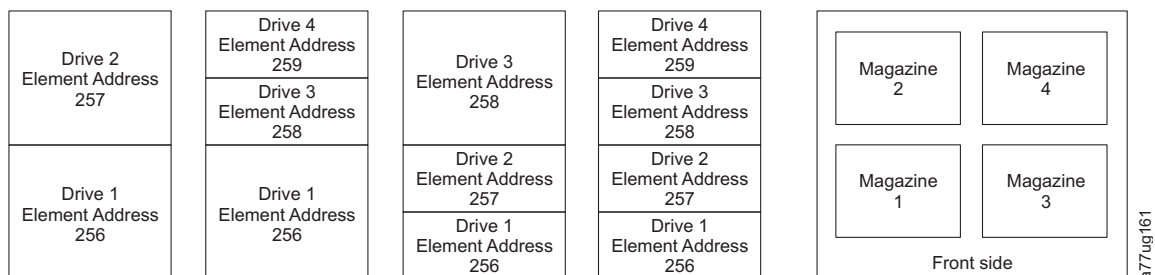 Drive 2
Element Address
257
Drive 1
Element Address
256
Drive 4
Element Address
259
Drive 3
Element Address
258
Drive 1
Element Address
256
Drive 3
Element Address
258
Drive 2
Element Address
257
Drive 1
Element Address
256
Drive 4
Element Address
259
Drive 3
Element Address
258
Drive 2
Element Address
257
Drive 1
Element Address
256
Magazine
2
Magazine
4
Magazine
1
Magazine
3
Front side
a77ug161